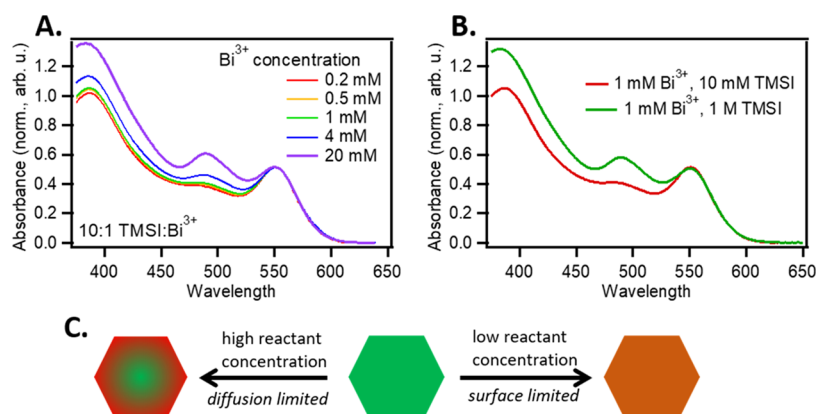 A.
Bi³⁺ concentration
0.2 mM
0.5 mM
1 mM
4 mM
20 mM
10:1 TMSI:Bi³⁺
Absorbance (norm., arb. u.)
1.2
1.0
0.8
0.6
0.4
0.2
0.0
400 450 500 550 600 650
Wavelength
B.
1 mM Bi³⁺, 10 mM TMSI
1 mM Bi³⁺, 1 M TMSI
Absorbance (norm., arb. u.)
1.2
1.0
0.8
0.6
0.4
0.2
0.0
400 450 500 550 600 650
Wavelength
C.
high reactant
concentration
diffusion limited
low reactant
concentration
surface limited